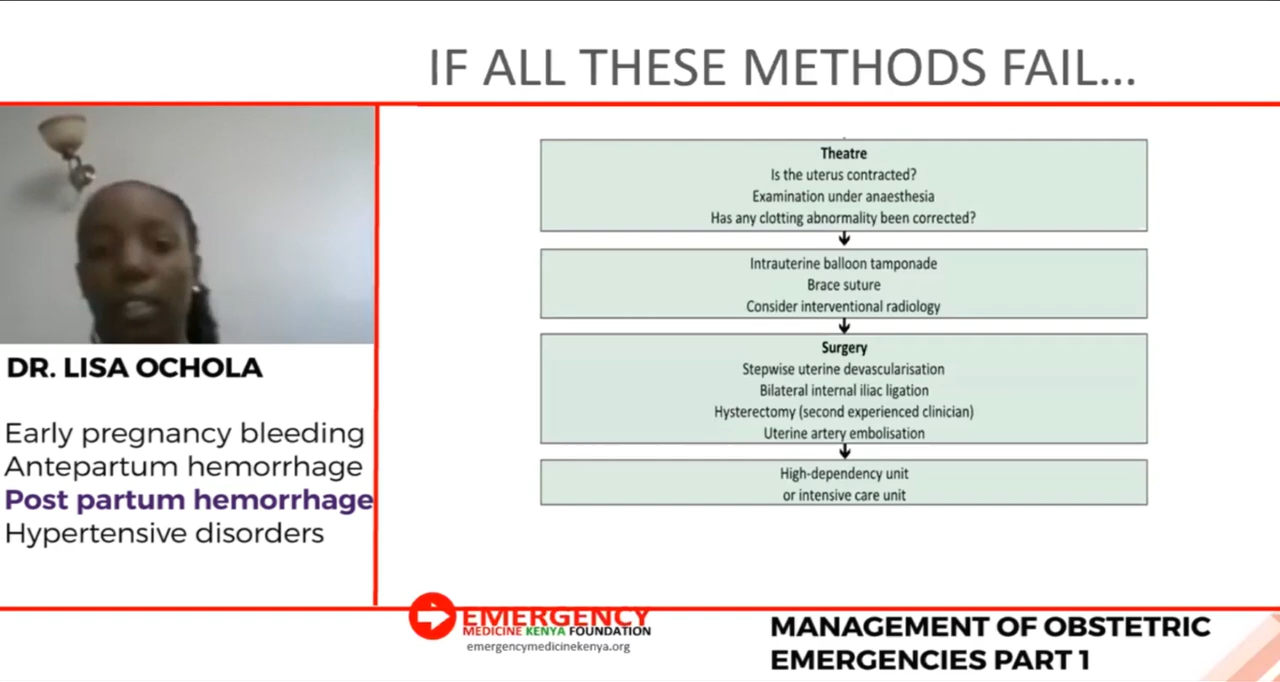 IF ALL THESE METHODS FAIL...
Theatre
Is the uterus contracted?
Examination under anaesthesia
Has any clotting abnormality been corrected?
Intrauterine balloon tamponade
Brace suture
Consider interventional radiology
Surgery
Stepwise uterine devascularisation
Bilateral internal iliac ligation
Hysterectomy (second experienced clinician)
Uterine artery embolisation
High-dependency unit
or intensive care unit
DR. LISA OCHOLA
Early pregnancy bleeding
Antepartum hemorrhage
Post partum hemorrhage
Hypertensive disorders
EMERGENCY
MEDICINE KENYA FOUNDATION
emergencymedicinekenya.org
MANAGEMENT OF OBSTETRIC
EMERGENCIES PART 1